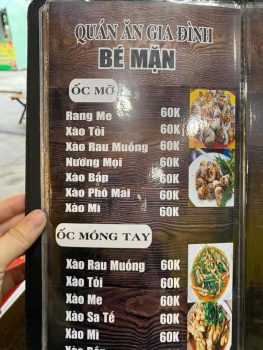 QUÁN ĂN GIA ĐÌNH
BÉ MẶN
ỐC MỠ
Rang Me 60K
Xào Tỏi 60K
Xào Rau Muống 60K
Nướng Mọi 60K
Xào Bắp 60K
Xào Phô Mai 60K
Xào Mì 60K
ỐC MÓNG TAY
Xào Rau Muống 60K
Xào Tỏi 60K
Xào Me 60K
Xào Sa Tế 60K
Xào Mì 60K
Xào